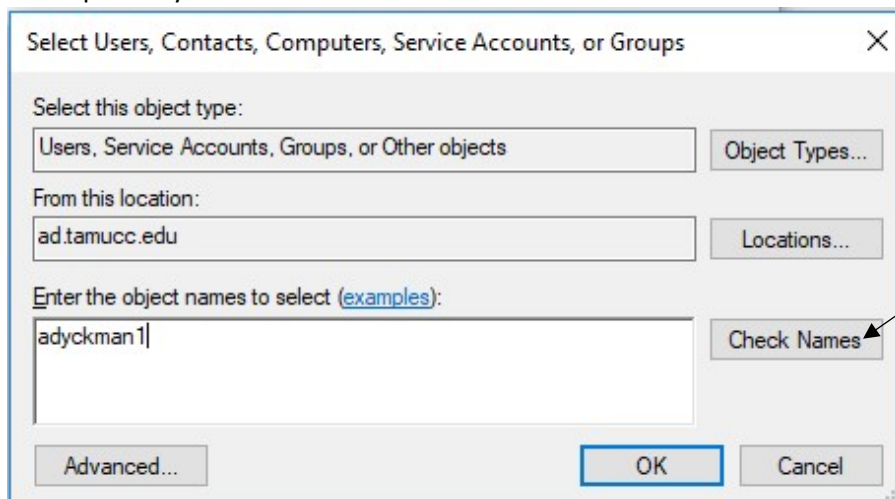 Select Users, Contacts, Computers, Service Accounts, or Groups
Select this object type:
Users, Service Accounts, Groups, or Other objects
Object Types...
From this location:
ad.tamucc.edu
Locations...
Enter the object names to select (examples):
adyckman1
Check Names
Advanced...
OK
Cancel